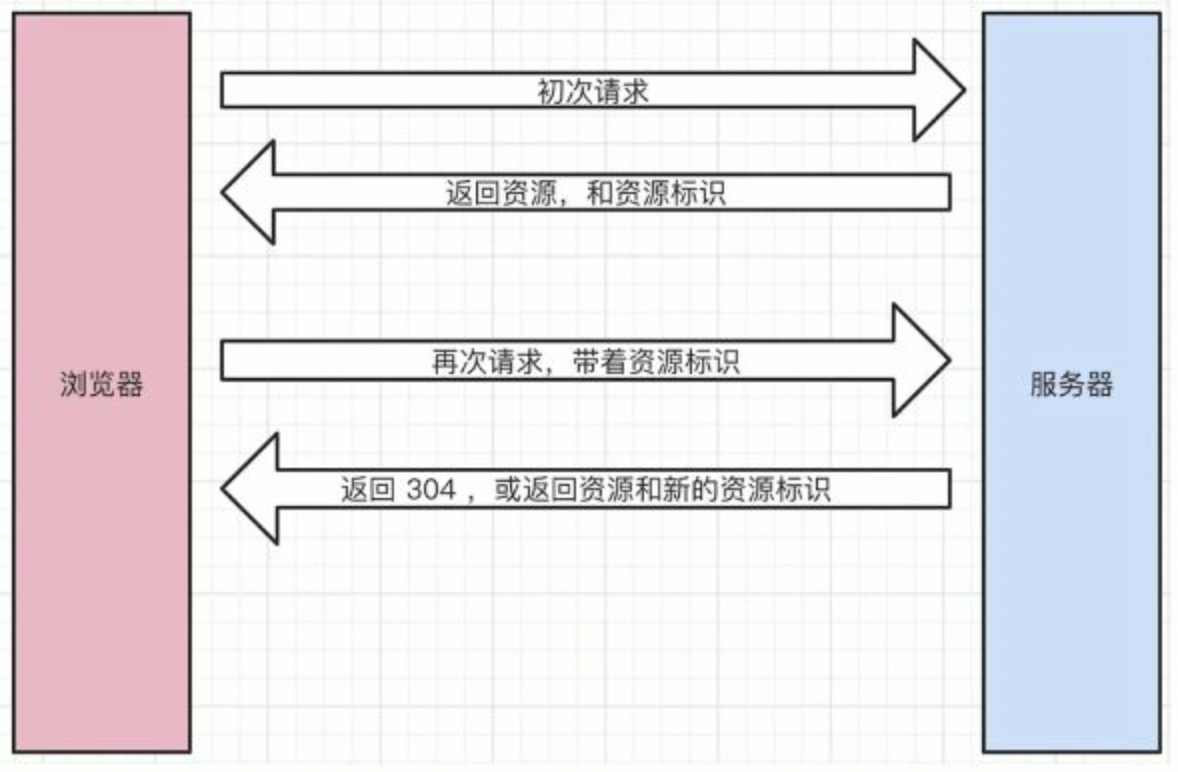 初次请求
返回资源，和资源标识
再次请求，带着资源标识
浏览器
服务器
返回 304 ，或返回资源和新的资源标识